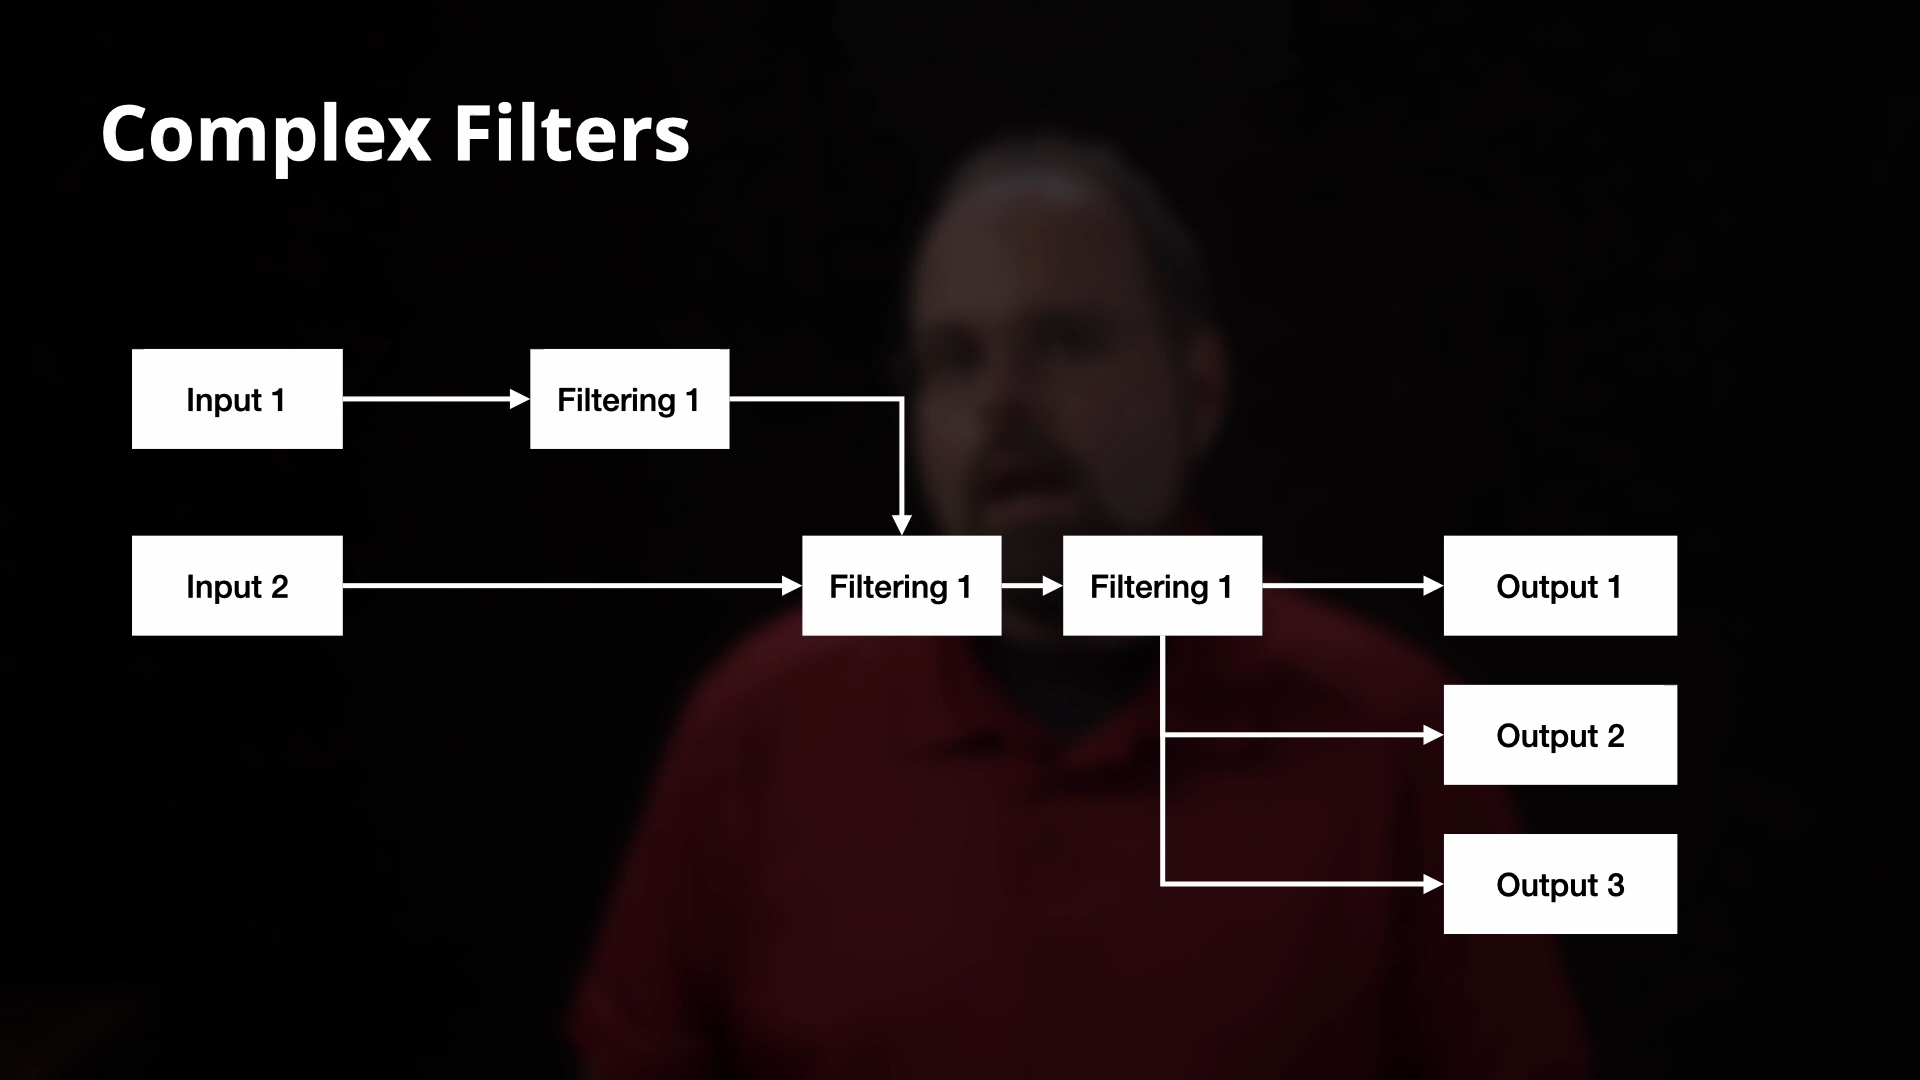 Complex Filters
Input 1
Filtering 1
Input 2
Filtering 1
Filtering 1
Output 1
Output 2
Output 3